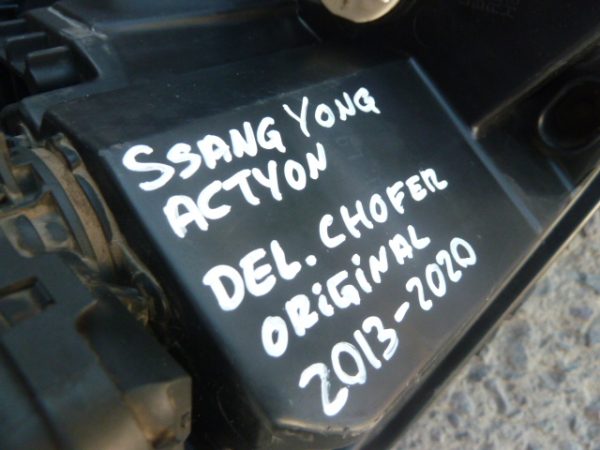 SSANG YONG
ACTYON
DEL. CHOFER
ORiGiNAL
2013-2020